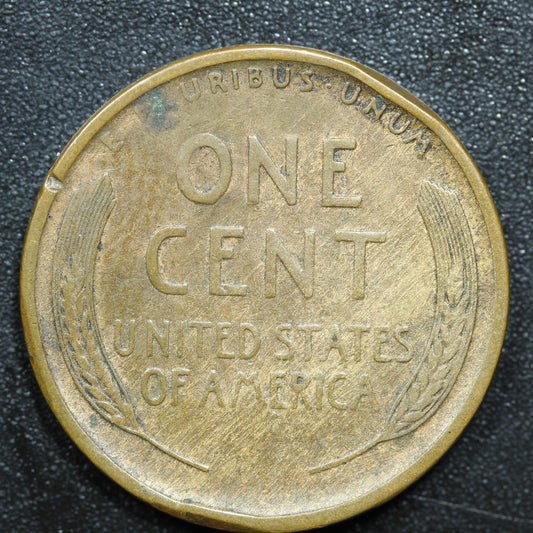 E URIBUS·UNUM
ONE
CENT
UNITED STATES
OF AMERICA